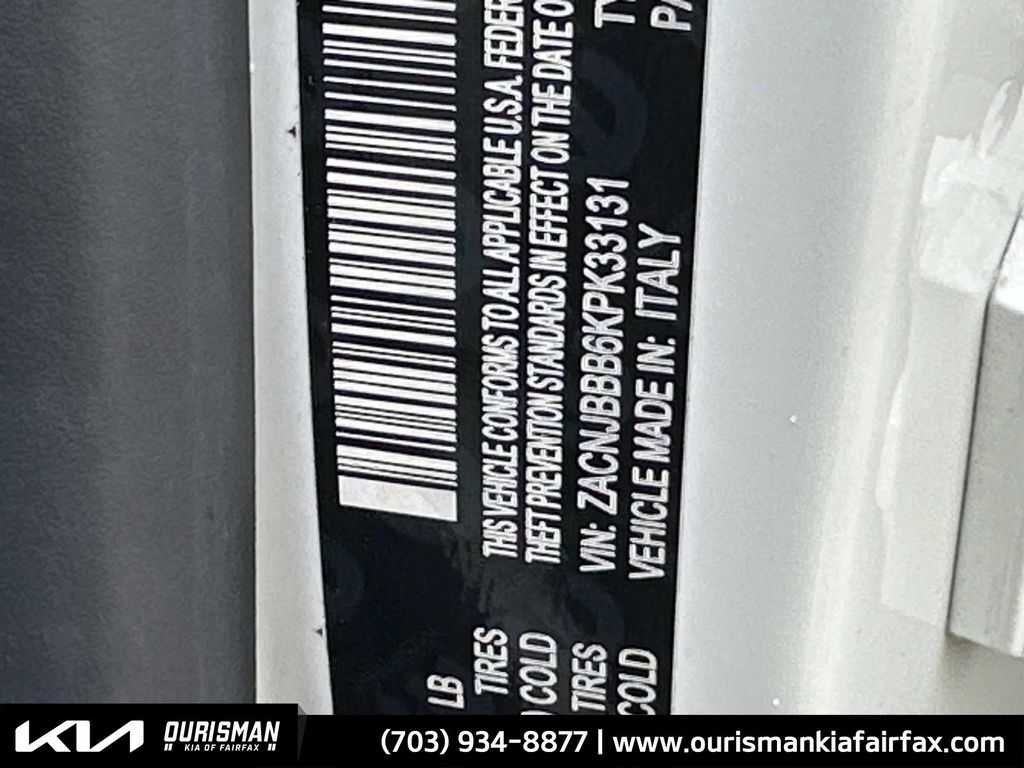 THIS VEHICLE CONFORMS TO ALL APPLICABLE U.S.A. FEDER
THEFT PREVENTION STANDARDS IN EFFECT ON THE DATE O
VIN: ZACNJBBB6KPK33131
VEHICLE MADE IN: ITALY
LB
TIRES
COLD
TIRES
COLD
KIA
OURISMAN
KIA OF FAIRFAX
(703) 934-8877 | www.ourismankiafairfax.com